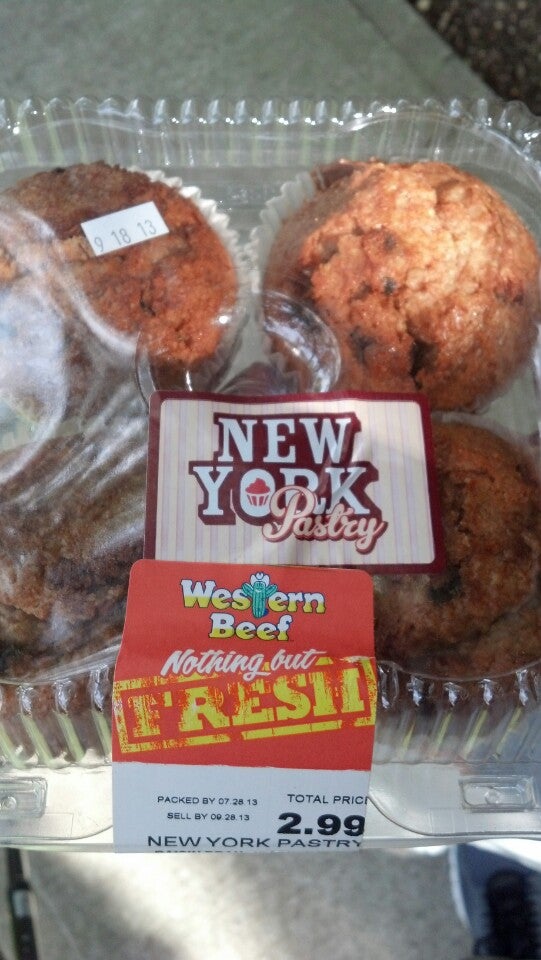 9 18 13
NEW
YORK
Pastry
Western
Beef
Nothing but
FRESH
PACKED BY 07.28.13
TOTAL PRICE
SELL BY 09.28.13
2.99
NEW YORK PASTRY